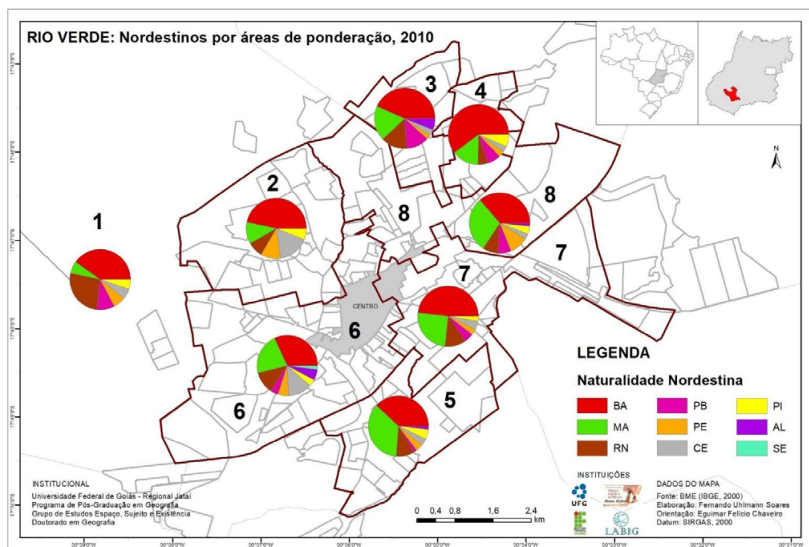 RIO VERDE: Nordestinos por áreas de ponderação, 2010
3
4
2
8
1
8
7
7
N
CENTRO
6
5
6
LEGENDA
Naturalidade Nordestina
BA
PB
PI
MA
PE
AL
RN
CE
SE
INSTITUCIONAL
Universidade Federal de Goiás - Regional Jataí
Programa de Pós-Graduação em Geografia
Grupo de Estudos Espaço, Sujeito e Existência
Doutorado em Geografia
0 0,4 0,8 1,6 2,4
km
INSTITUIÇÕES
UFG
LABIG
DADOS DO MAPA
Fonte: BME (IBGE, 2000)
Elaboração: Fernando Uhlmann Soares
Orientação: Eguimar Felício Chaveiro
Datum: SIRGAS, 2000